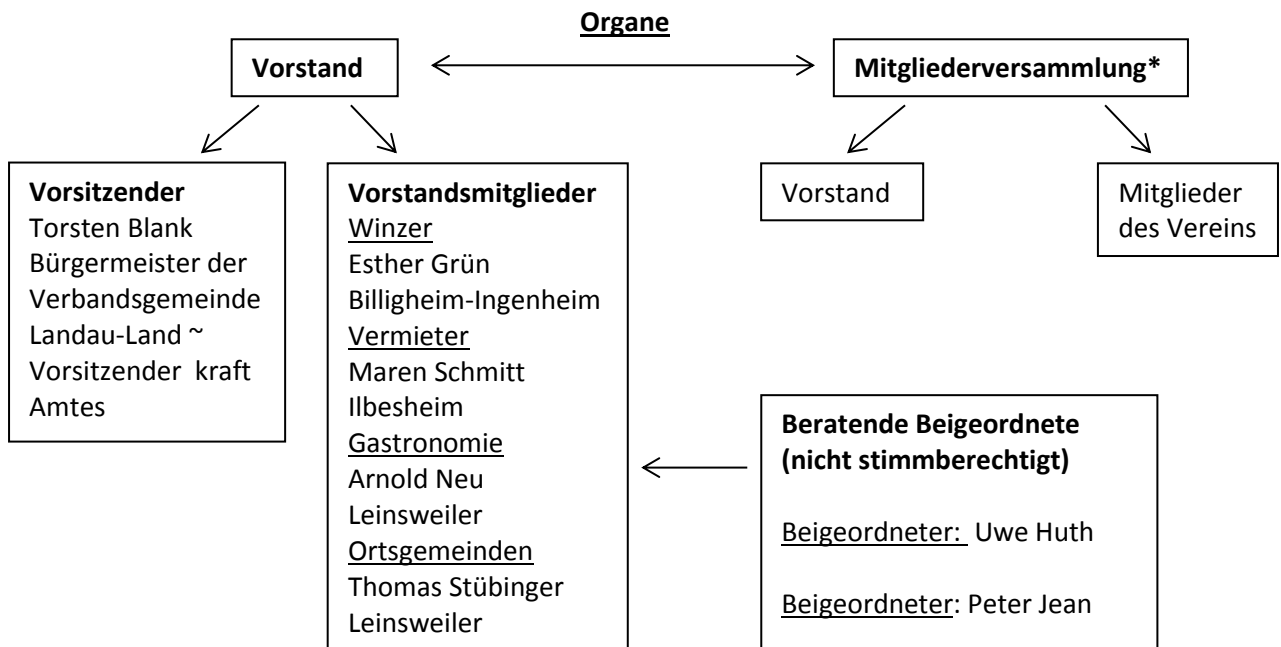 Organe
Vorstand
Mitgliederversammlung*
Vorsitzender
Torsten Blank
Bürgermeister der
Verbandsgemeinde
Landau-Land ~
Vorsitzender kraft
Amtes
Vorstandsmitglieder
Winzer
Esther Grün
Billigheim-Ingenheim
Vermieter
Maren Schmitt
Ilbesheim
Gastronomie
Arnold Neu
Leinsweiler
Ortsgemeinden
Thomas Stübinger
Leinsweiler
Vorstand
Mitglieder
des Vereins
Beratende Beigeordnete
(nicht stimmberechtigt)
Beigeordneter: Uwe Huth
Beigeordneter: Peter Jean